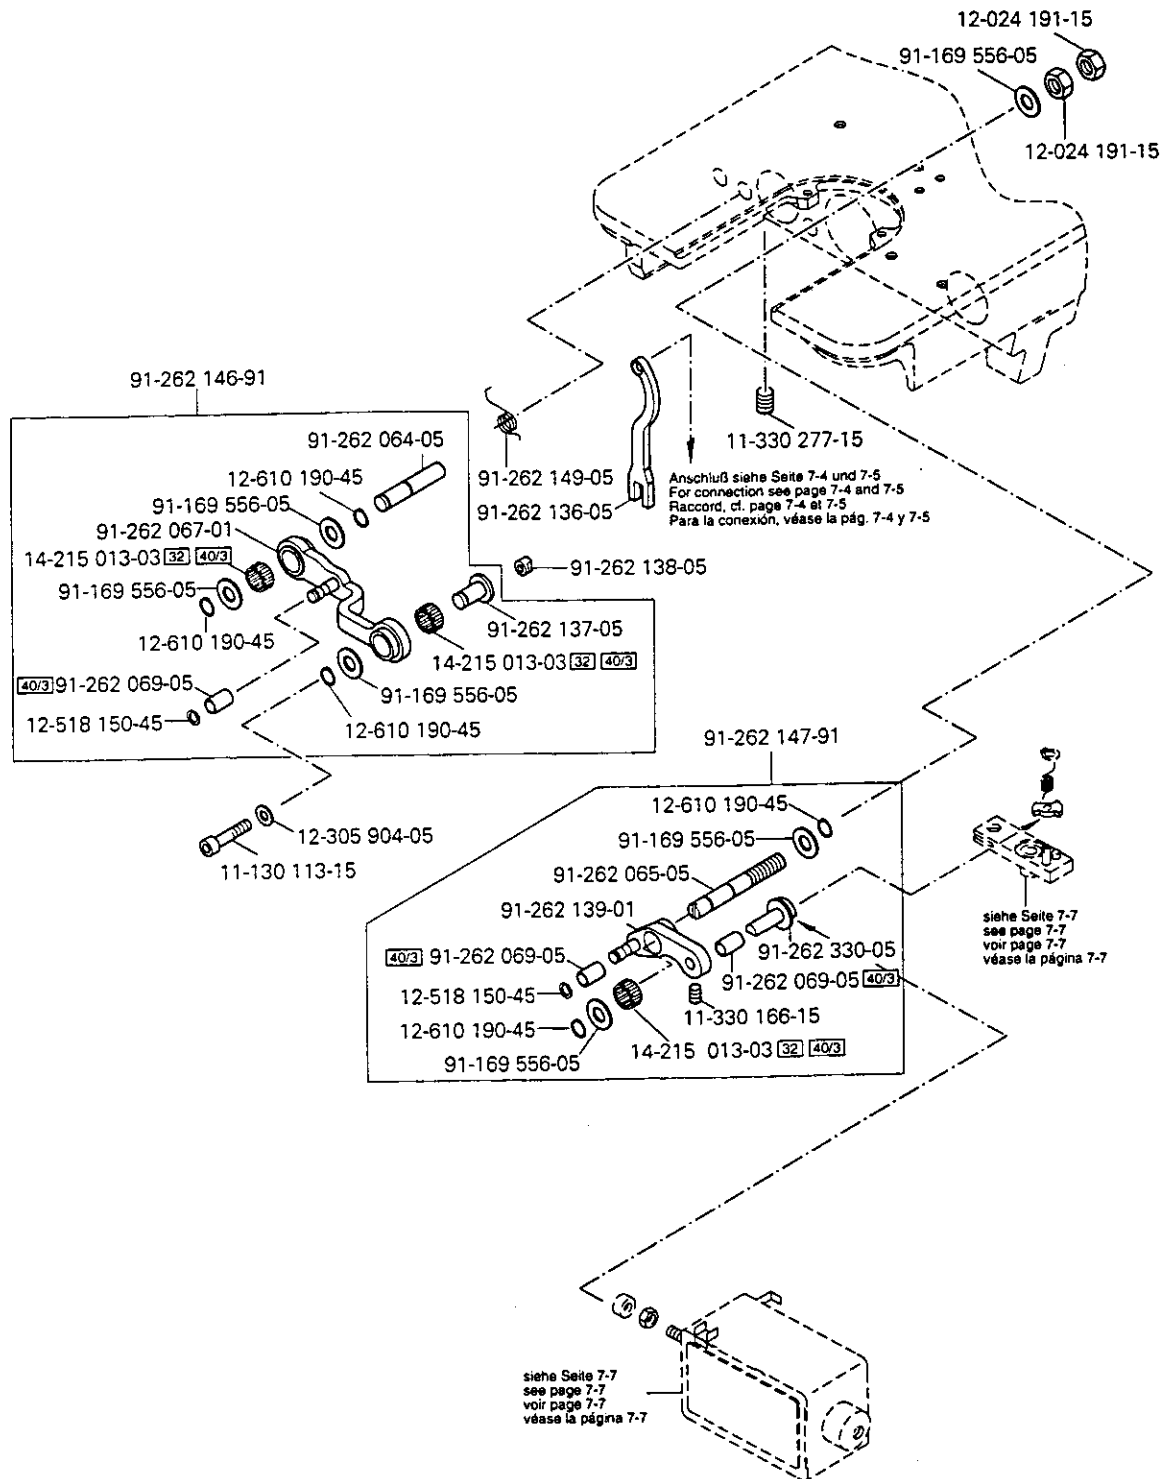 12-024 191-15
91-169 556-05
12-024 191-15
91-262 146-91
91-262 064-05
12-610 190-45
91-169 556-05
91-262 067-01
14-215 013-03 32 40/3
91-169 556-05
12-610 190-45
40/3 91-262 069-05
12-518 150-45
91-262 149-05
91-262 136-05
11-330 277-15
Anschluß siehe Seite 7-4 und 7-5
For connection see page 7-4 and 7-5
Raccord, cf. page 7-4 et 7-5
Para la conexión, véase la pág. 7-4 y 7-5
91-262 138-05
91-262 137-05
14-215 013-03 32 40/3
91-169 556-05
12-610 190-45
12-305 904-05
11-130 113-15
91-262 147-91
12-610 190-45
91-169 556-05
91-262 065-05
91-262 139-01
40/3 91-262 069-05
12-518 150-45
12-610 190-45
91-169 556-05
91-262 330-05
91-262 069-05 40/3
11-330 166-15
14-215 013-03 32 40/3
siehe Seite 7-7
see page 7-7
voir page 7-7
véase la página 7-7
siehe Seite 7-7
see page 7-7
voir page 7-7
véase la página 7-7